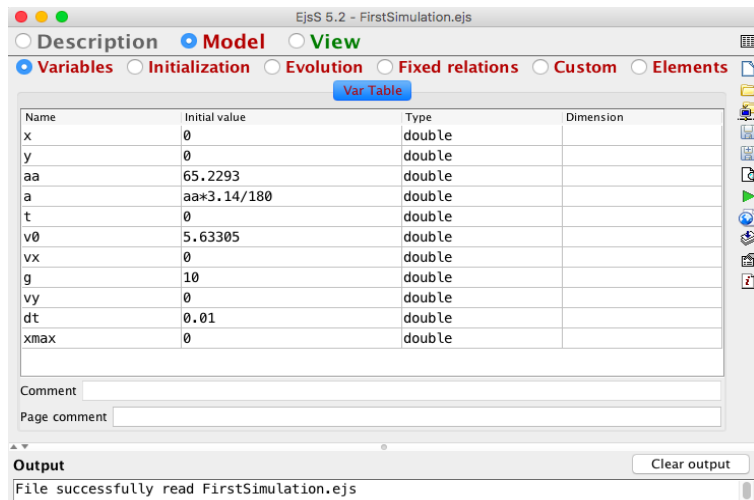 EjsS 5.2 - FirstSimulation.ejs
Description Model View
Variables Initialization Evolution Fixed relations Custom Elements
Var Table
Name Initial value Type Dimension
x 0 double
y 0 double
aa 65.2293 double
a aa*3.14/180 double
t 0 double
v0 5.63305 double
vx 0 double
g 10 double
vy 0 double
dt 0.01 double
xmax 0 double
Comment
Page comment
Output Clear output
File successfully read FirstSimulation.ejs